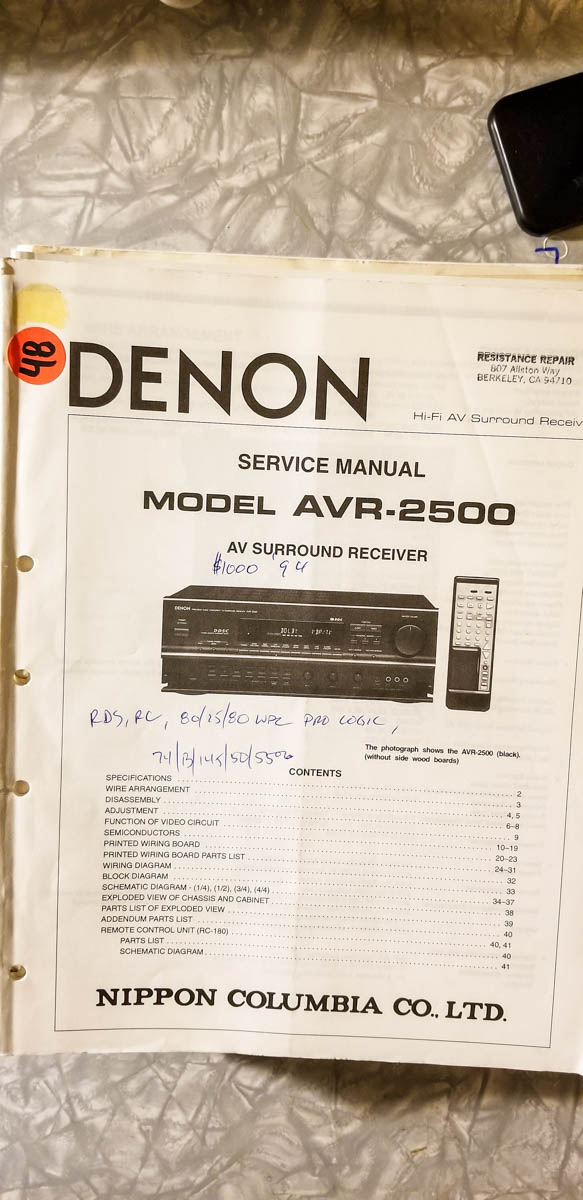 48
DENON
RESISTANCE REPAIR
807 Allston Way
BERKELEY, CA 94710
Hi-Fi AV Surround Receiv
SERVICE MANUAL
MODEL AVR-2500
AV SURROUND RECEIVER
$1000 '94
DENON
RDS, RC, 80/25/80 WPC PRO LOGIC,
The photograph shows the AVR-2500 (black).
(without side wood boards)
CONTENTS
SPECIFICATIONS 2
WIRE ARRANGEMENT 3
DISASSEMBLY 4, 5
ADJUSTMENT 6~8
FUNCTION OF VIDEO CIRCUIT 9
SEMICONDUCTORS 10~19
PRINTED WIRING BOARD 20~23
PRINTED WIRING BOARD PARTS LIST 24~31
WIRING DIAGRAM 32
BLOCK DIAGRAM 33
SCHEMATIC DIAGRAM - (1/4), (1/2), (3/4), (4/4) 34~37
EXPLODED VIEW OF CHASSIS AND CABINET 38
PARTS LIST OF EXPLODED VIEW 39
ADDENDUM PARTS LIST 40
REMOTE CONTROL UNIT (RC-180) 40, 41
PARTS LIST 40
SCHEMATIC DIAGRAM 41
NIPPON COLUMBIA CO., LTD.